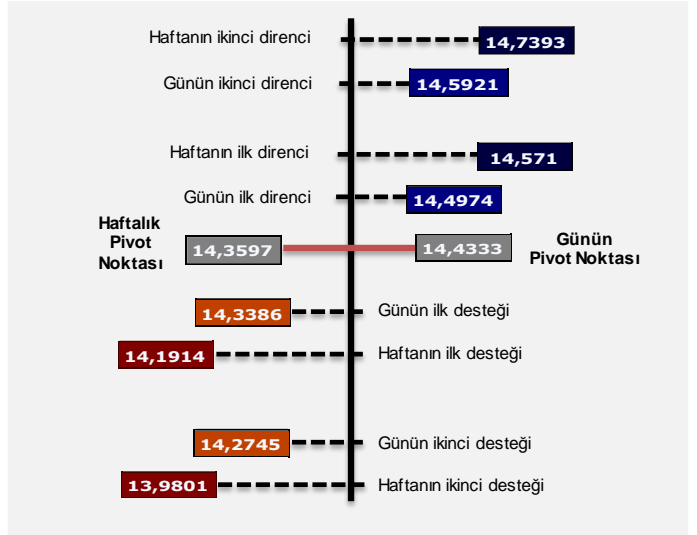 Haftanın ikinci direnci 14,7393
Günün ikinci direnci 14,5921
Haftanın ilk direnci 14,571
Günün ilk direnci 14,4974
Haftalık
Pivot
Noktası
14,3597
14,4333
Günün
Pivot Noktası
14,3386 Günün ilk desteği
14,1914 Haftanın ilk desteği
14,2745 Günün ikinci desteği
13,9801 Haftanın ikinci desteği